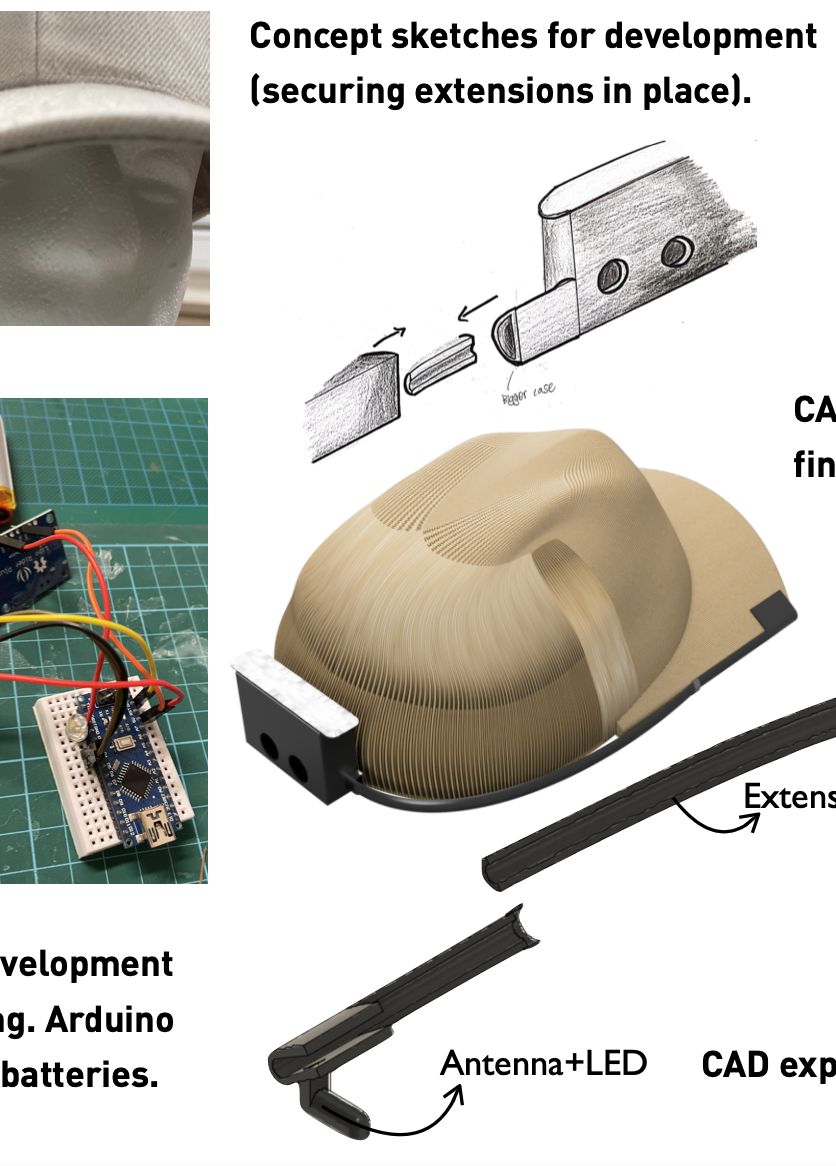 Concept sketches for development
(securing extensions in place).
Bigger case
CA
fin
Extens
velopment
ng. Arduino
batteries.
Antenna+LED
CAD exp